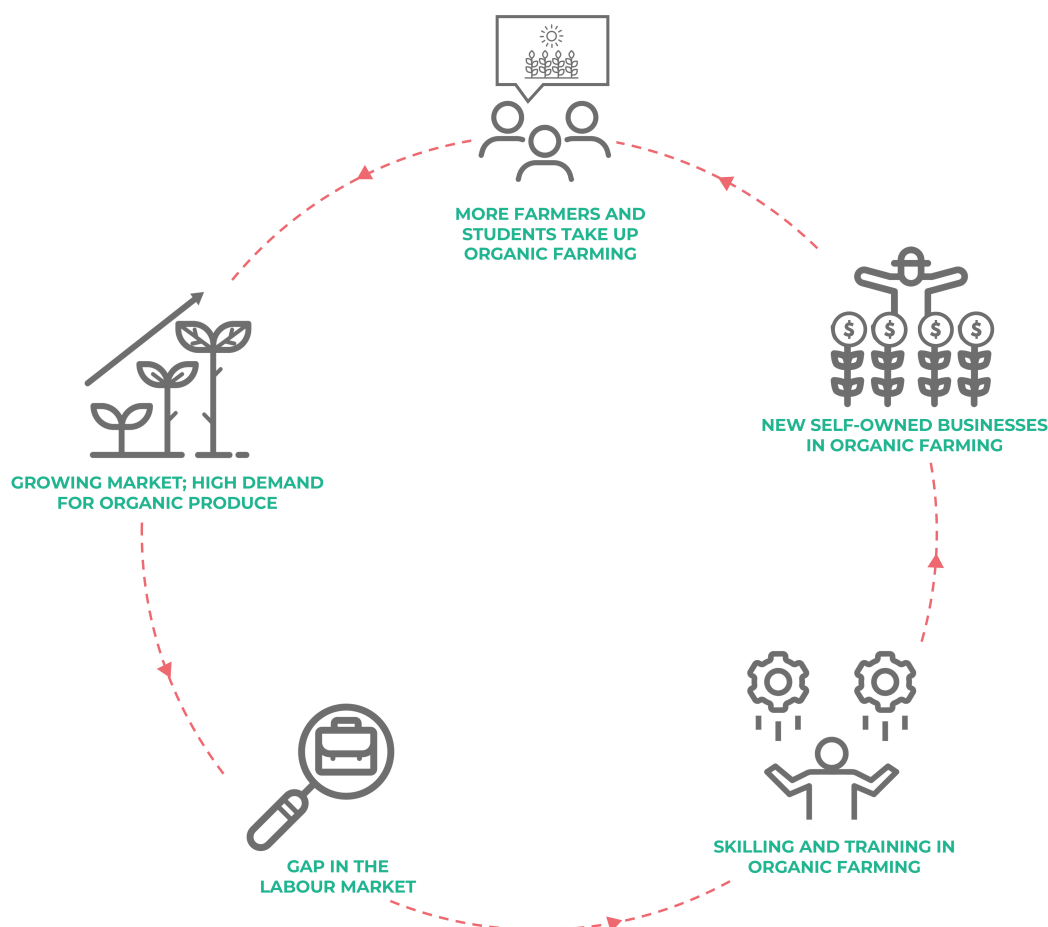 MORE FARMERS AND
STUDENTS TAKE UP
ORGANIC FARMING
$ $ $ $
NEW SELF-OWNED BUSINESSES
IN ORGANIC FARMING
GROWING MARKET; HIGH DEMAND
FOR ORGANIC PRODUCE
SKILLING AND TRAINING IN
ORGANIC FARMING
GAP IN THE
LABOUR MARKET